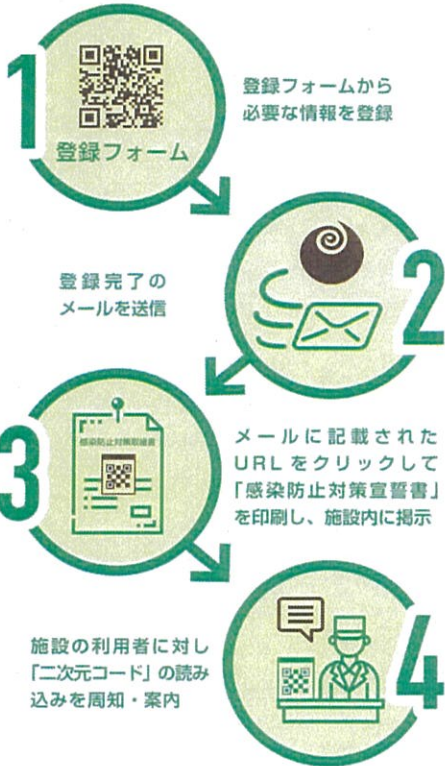 1
登録フォーム
登録フォームから
必要な情報を登録
2
登録完了の
メールを送信
3
感染防止対策取組書
メールに記載された
URLをクリックして
「感染防止対策宣誓書」
を印刷し、施設内に掲示
4
施設の利用者に対し
「二次元コード」の読み
込みを周知・案内